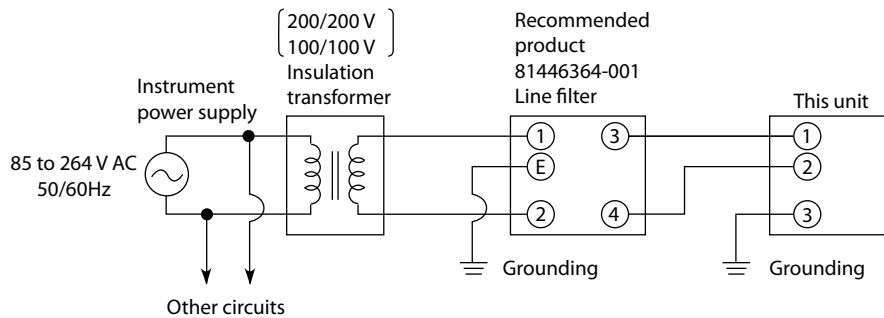 200/200 V
100/100 V
Insulation
transformer
Recommended
product
81446364-001
Line filter
Instrument
power supply
This unit
85 to 264 V AC
50/60Hz
1
3
E
2
4
1
2
3
Grounding
Grounding
Other circuits